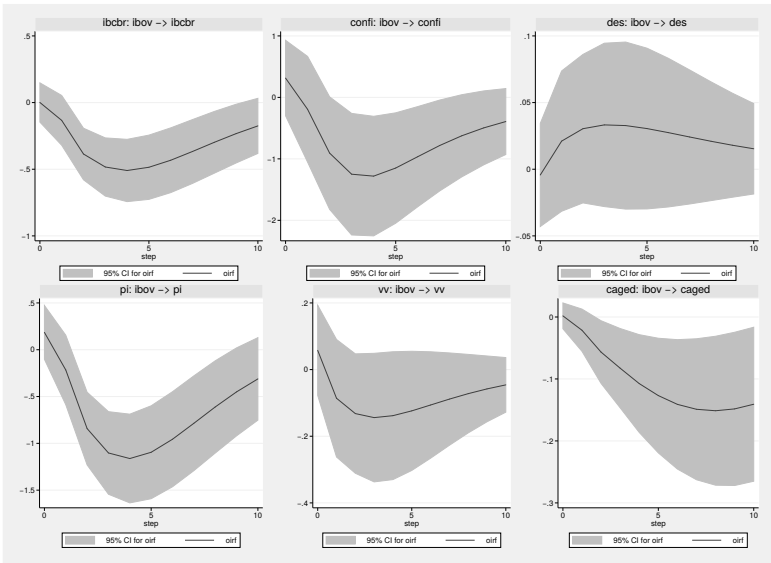 ibcbr: ibov −> ibcbr
confi: ibov −> confi
des: ibov −> des
.5
0
−.5
−1
0
5
10
step
1
0
−1
−2
0
5
10
step
.1
.05
0
−.05
0
5
10
step
95% CI for oirf
oirf
95% CI for oirf
oirf
95% CI for oirf
oirf
pi: ibov −> pi
vv: ibov −> vv
caged: ibov −> caged
.5
0
−.5
−1
−1.5
0
5
10
step
.2
0
−.2
−.4
0
5
10
step
0
−.1
−.2
−.3
0
5
10
step
95% CI for oirf
oirf
95% CI for oirf
oirf
95% CI for oirf
oirf